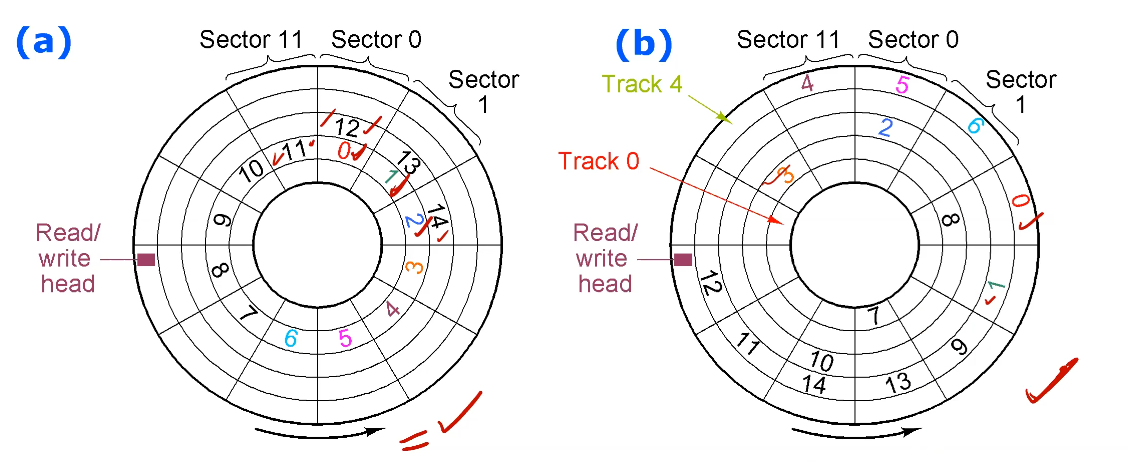 (a)
Sector 11
Sector 0
Sector
1
12
11
0
13
10
1
14
9
2
Read/
write
head
8
3
7
4
6
5
(b)
Sector 11
Sector 0
Sector
1
Track 4
4
5
6
2
Track 0
3
0
8
Read/
write
head
12
1
7
11
9
10
14
13